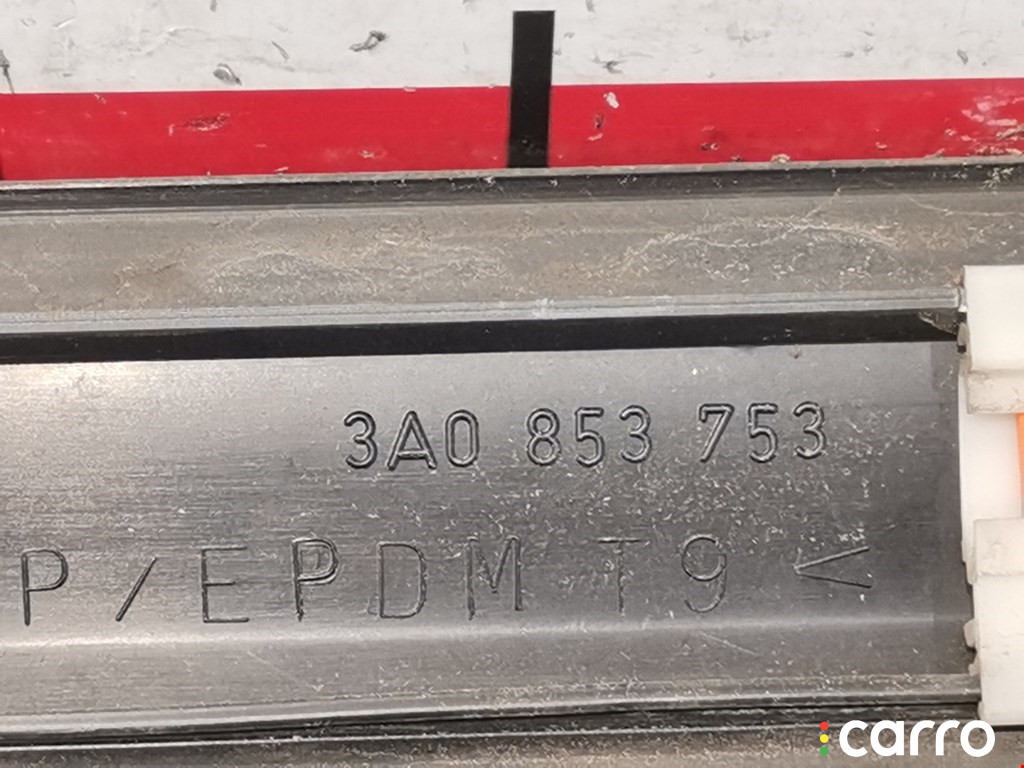 3A0 853 753
P/EPDM T9<
carro